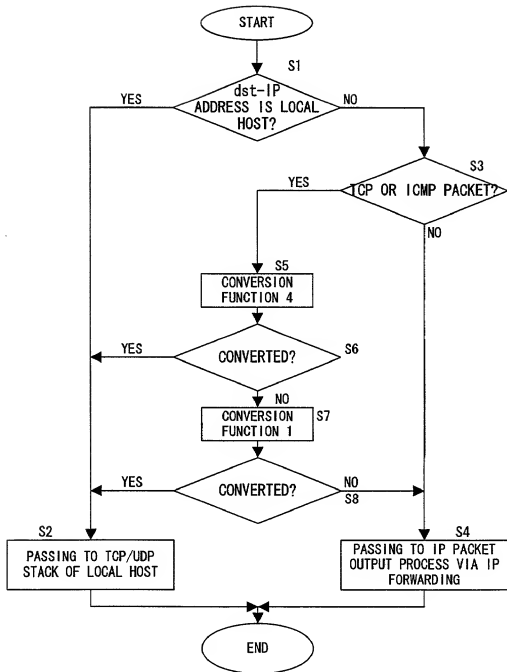 START
S1
dst-IP
ADDRESS IS LOCAL
HOST?
YES
NO
S3
TCP OR ICMP PACKET?
YES
NO
S5
CONVERSION
FUNCTION 4
YES
CONVERTED?
S6
NO
CONVERSION
FUNCTION 1
S7
YES
CONVERTED?
NO
S8
S2
PASSING TO TCP/UDP
STACK OF LOCAL HOST
S4
PASSING TO IP PACKET
OUTPUT PROCESS VIA IP
FORWARDING
END